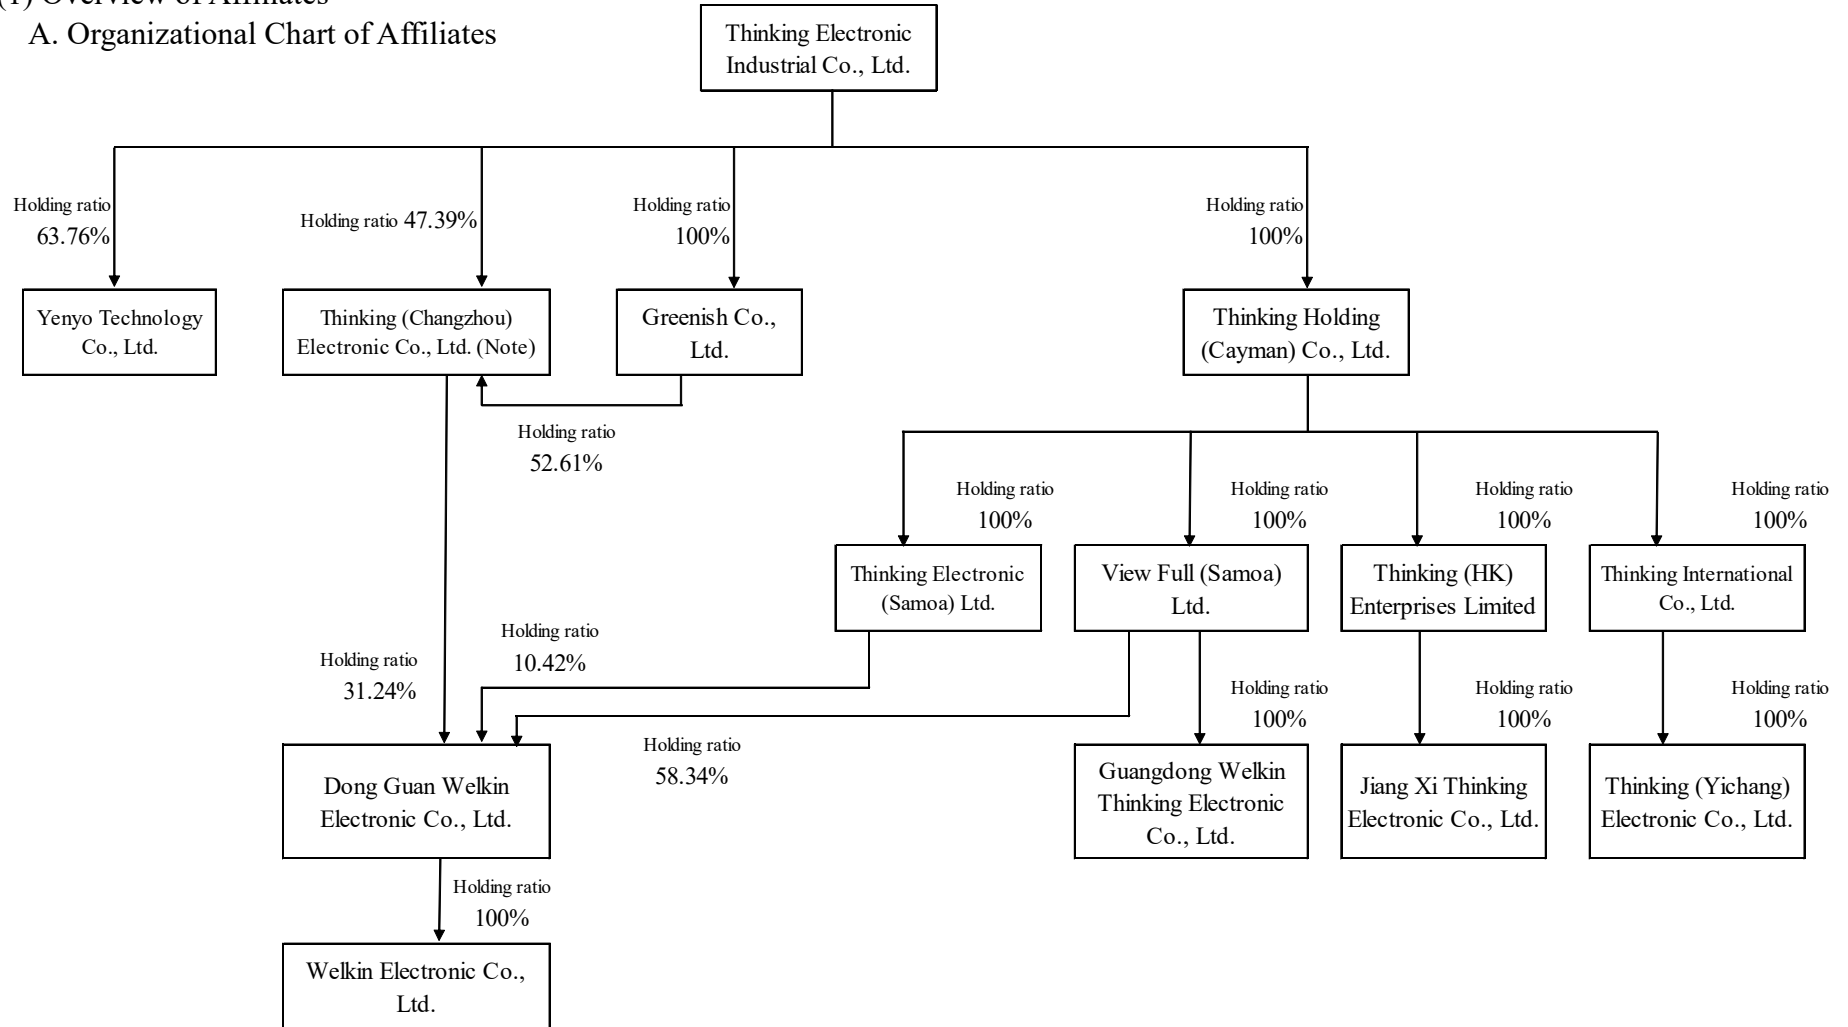 (1) Overview of Affiliates
A. Organizational Chart of Affiliates
Thinking Electronic
Industrial Co., Ltd.
Holding ratio
63.76%
Holding ratio 47.39%
Holding ratio
100%
Holding ratio
100%
Yenyo Technology
Co., Ltd.
Thinking (Changzhou)
Electronic Co., Ltd. (Note)
Greenish Co.,
Ltd.
Thinking Holding
(Cayman) Co., Ltd.
Holding ratio
52.61%
Holding ratio
100%
Holding ratio
100%
Holding ratio
100%
Holding ratio
100%
Thinking Electronic
(Samoa) Ltd.
View Full (Samoa)
Ltd.
Thinking (HK)
Enterprises Limited
Thinking International
Co., Ltd.
Holding ratio
10.42%
Holding ratio
31.24%
Holding ratio
58.34%
Holding ratio
100%
Holding ratio
100%
Holding ratio
100%
Dong Guan Welkin
Electronic Co., Ltd.
Guangdong Welkin
Thinking Electronic
Co., Ltd.
Jiang Xi Thinking
Electronic Co., Ltd.
Thinking (Yichang)
Electronic Co., Ltd.
Holding ratio
100%
Welkin Electronic Co.,
Ltd.